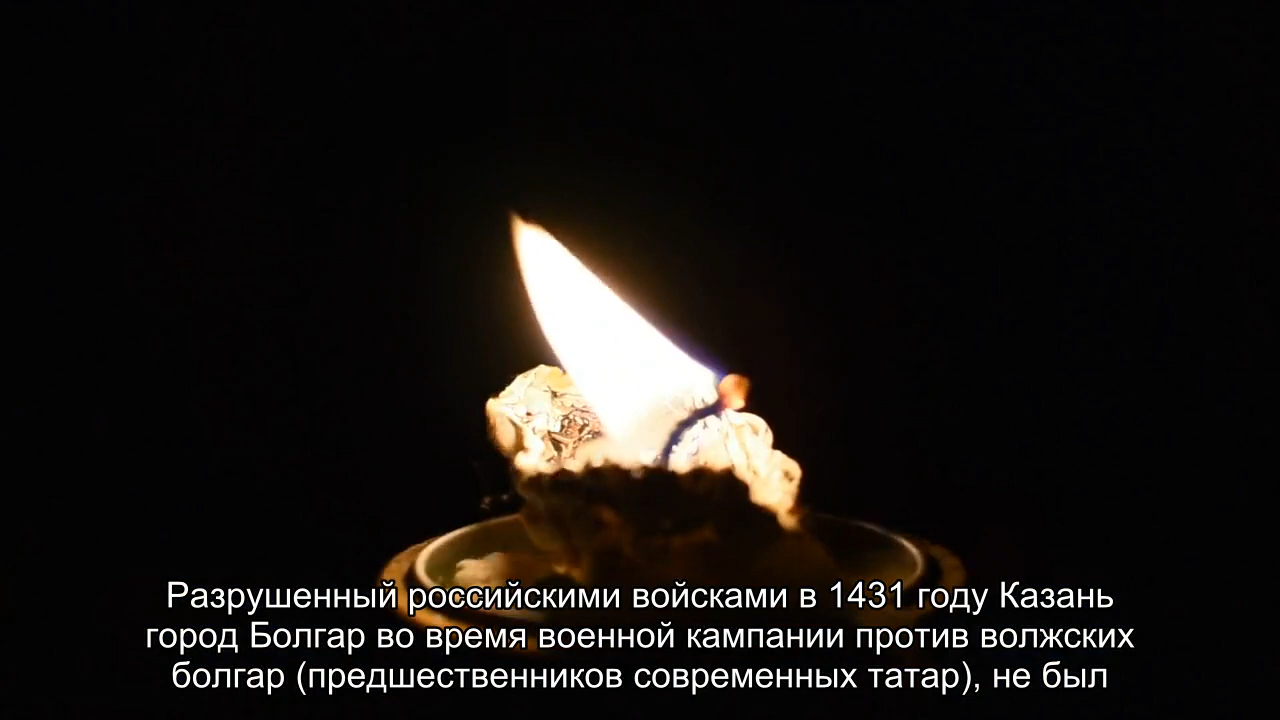 Разрушенный российскими войсками в 1431 году Казань
город Болгар во время военной кампании против волжских
болгар (предшественников современных татар), не был